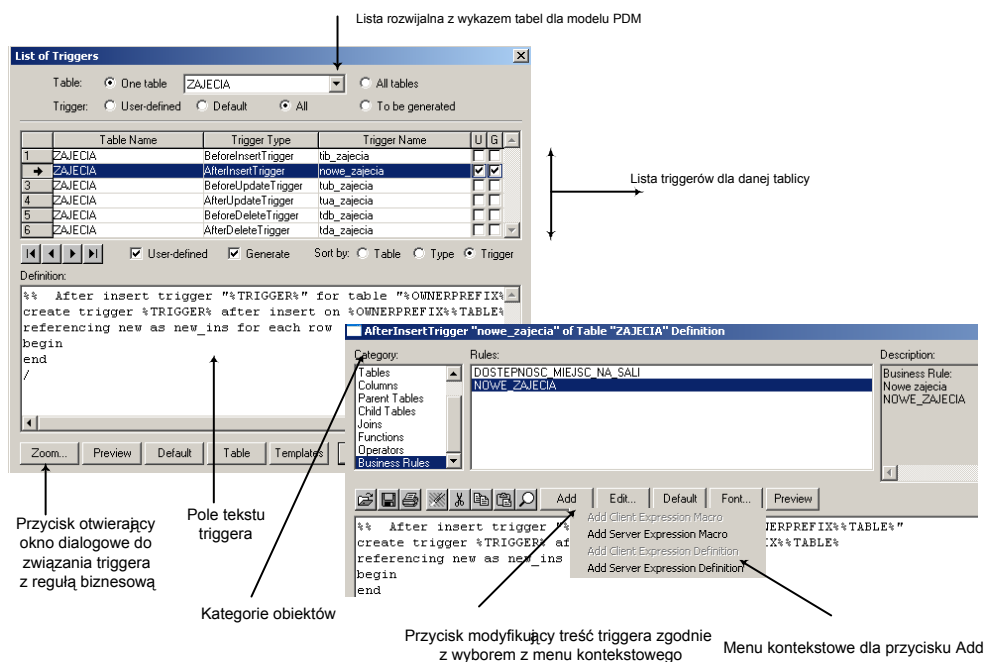 Lista rozwijalna z wykazem tabel dla modelu PDM
List of Triggers
Table: One table ZAJECIA All tables
Trigger: User-defined Default All To be generated
Table Name Trigger Type Trigger Name U G
1 ZAJECIA BeforeInsertTrigger tib_zajecia
ZAJECIA AfterInsertTrigger nowe_zajecia
3 ZAJECIA BeforeUpdateTrigger tub_zajecia
4 ZAJECIA AfterUpdateTrigger tua_zajecia
5 ZAJECIA BeforeDeleteTrigger tdb_zajecia
6 ZAJECIA AfterDeleteTrigger tda_zajecia
Lista triggerów dla danej tablicy
User-defined Generate Sort by: Table Type Trigger
Definition:
%% After insert trigger "%TRIGGER%" for table "%OWNERPREFIX%
create trigger %TRIGGER% after insert on %OWNERPREFIX%%TABLE%
referencing new as new_ins for each row
begin
end
/
Zoom... Preview Default Table Templates
AfterInsertTrigger "nowe_zajecia" of Table "ZAJECIA" Definition
Category: Rules: Description:
Tables
Columns
Parent Tables
Child Tables
Joins
Functions
Operators
Business Rules
DOSTEPNOSC_MIEJSC_NA_SALI
NOWE_ZAJECIA
Business Rule:
Nowe zajecia
NOWE_ZAJECIA
Add Edit... Default Font... Preview
Add Client Expression Macro
Add Server Expression Macro
Add Client Expression Definition
Add Server Expression Definition
%% After insert trigger "% NERPREFIX%%TABLE%"
create trigger %TRIGGER% af IX%%TABLE%
referencing new as new_ins
begin
end
Przycisk otwierający
okno dialogowe do
związania triggera
z regułą biznesową
Pole tekstu
triggera
Kategorie obiektów
Przycisk modyfikujący treść triggera zgodnie
z wyborem z menu kontekstowego
Menu kontekstowe dla przycisku Add